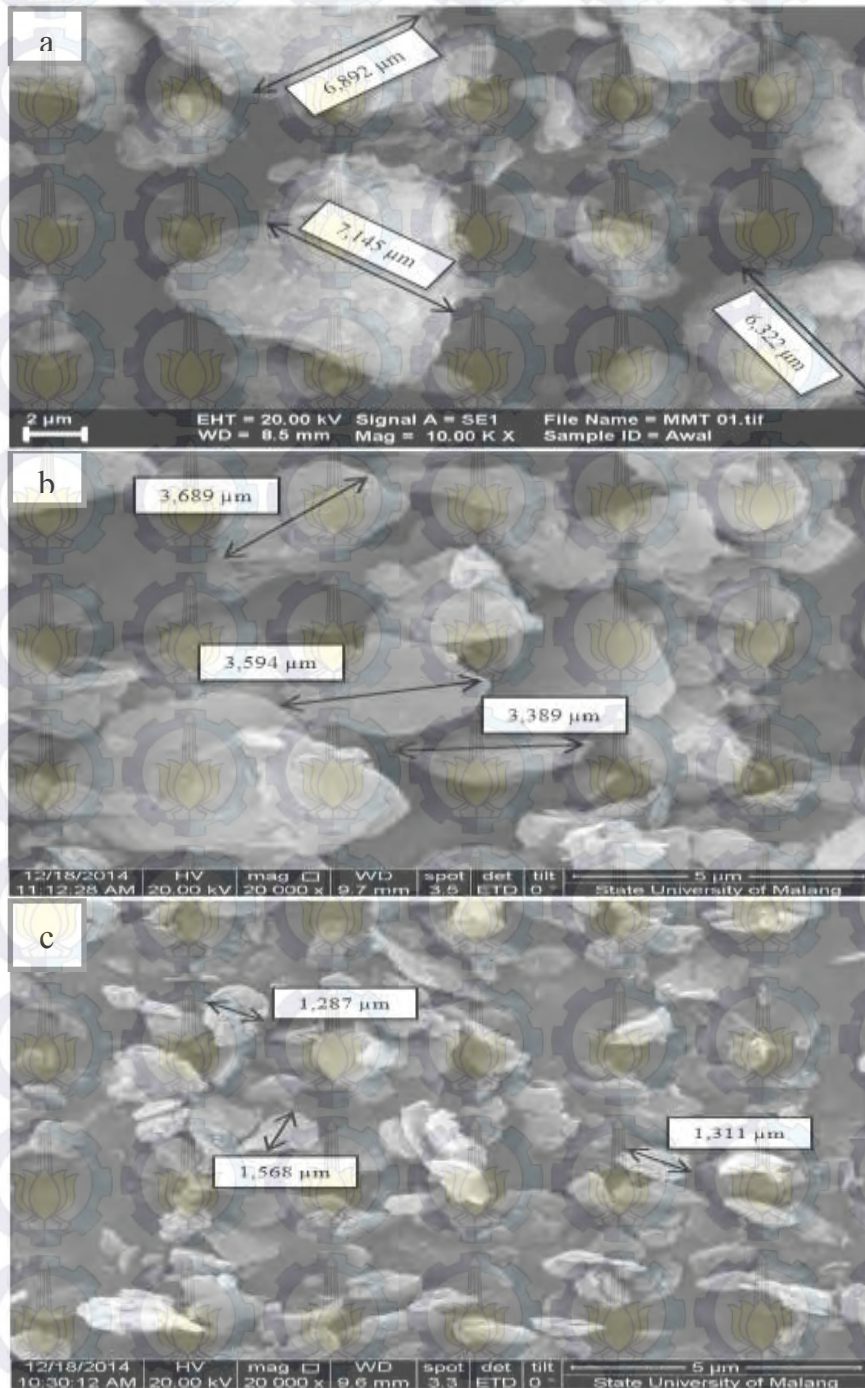 a
6,892 µm
7,145 µm
6,322 µm
2 µm
EHT = 20.00 kV Signal A = SE1 File Name = MMT 01.tif
WD = 8.5 mm Mag = 10.00 K X Sample ID = Awal
b
3,689 µm
3,594 µm
3,389 µm
12/18/2014 HV mag WD spot det tilt 5 µm
11:12:28 AM 20.00 kV 20 000 x 9.7 mm 3.5 ETD 0 ° State University of Malang
c
1,287 µm
1,311 µm
1,568 µm
12/18/2014 HV mag WD spot det tilt 5 µm
10:30:12 AM 20.00 kV 20 000 x 9.6 mm 3.3 ETD 0 ° State University of Malang